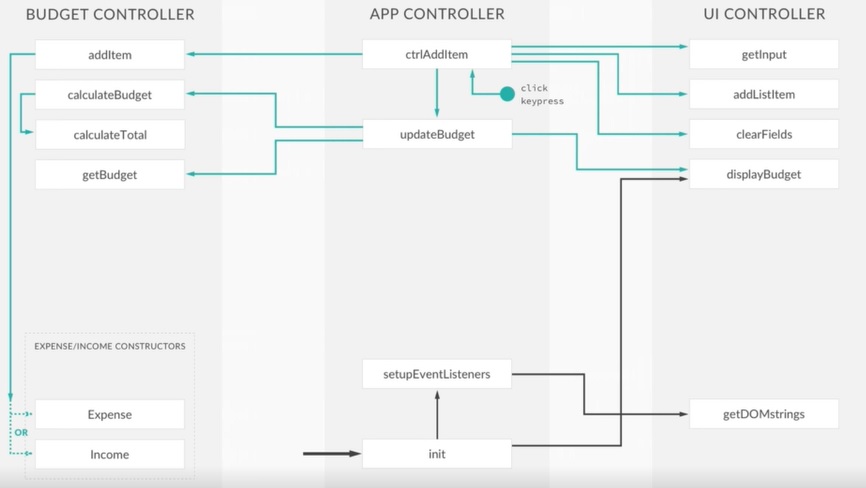 BUDGET CONTROLLER
APP CONTROLLER
UI CONTROLLER
addItem
ctrlAddItem
getInput
calculateBudget
click
keypress
addListItem
calculateTotal
updateBudget
clearFields
getBudget
displayBudget
EXPENSE/INCOME CONSTRUCTORS
setupEventListeners
Expense
getDOMstrings
OR
Income
init